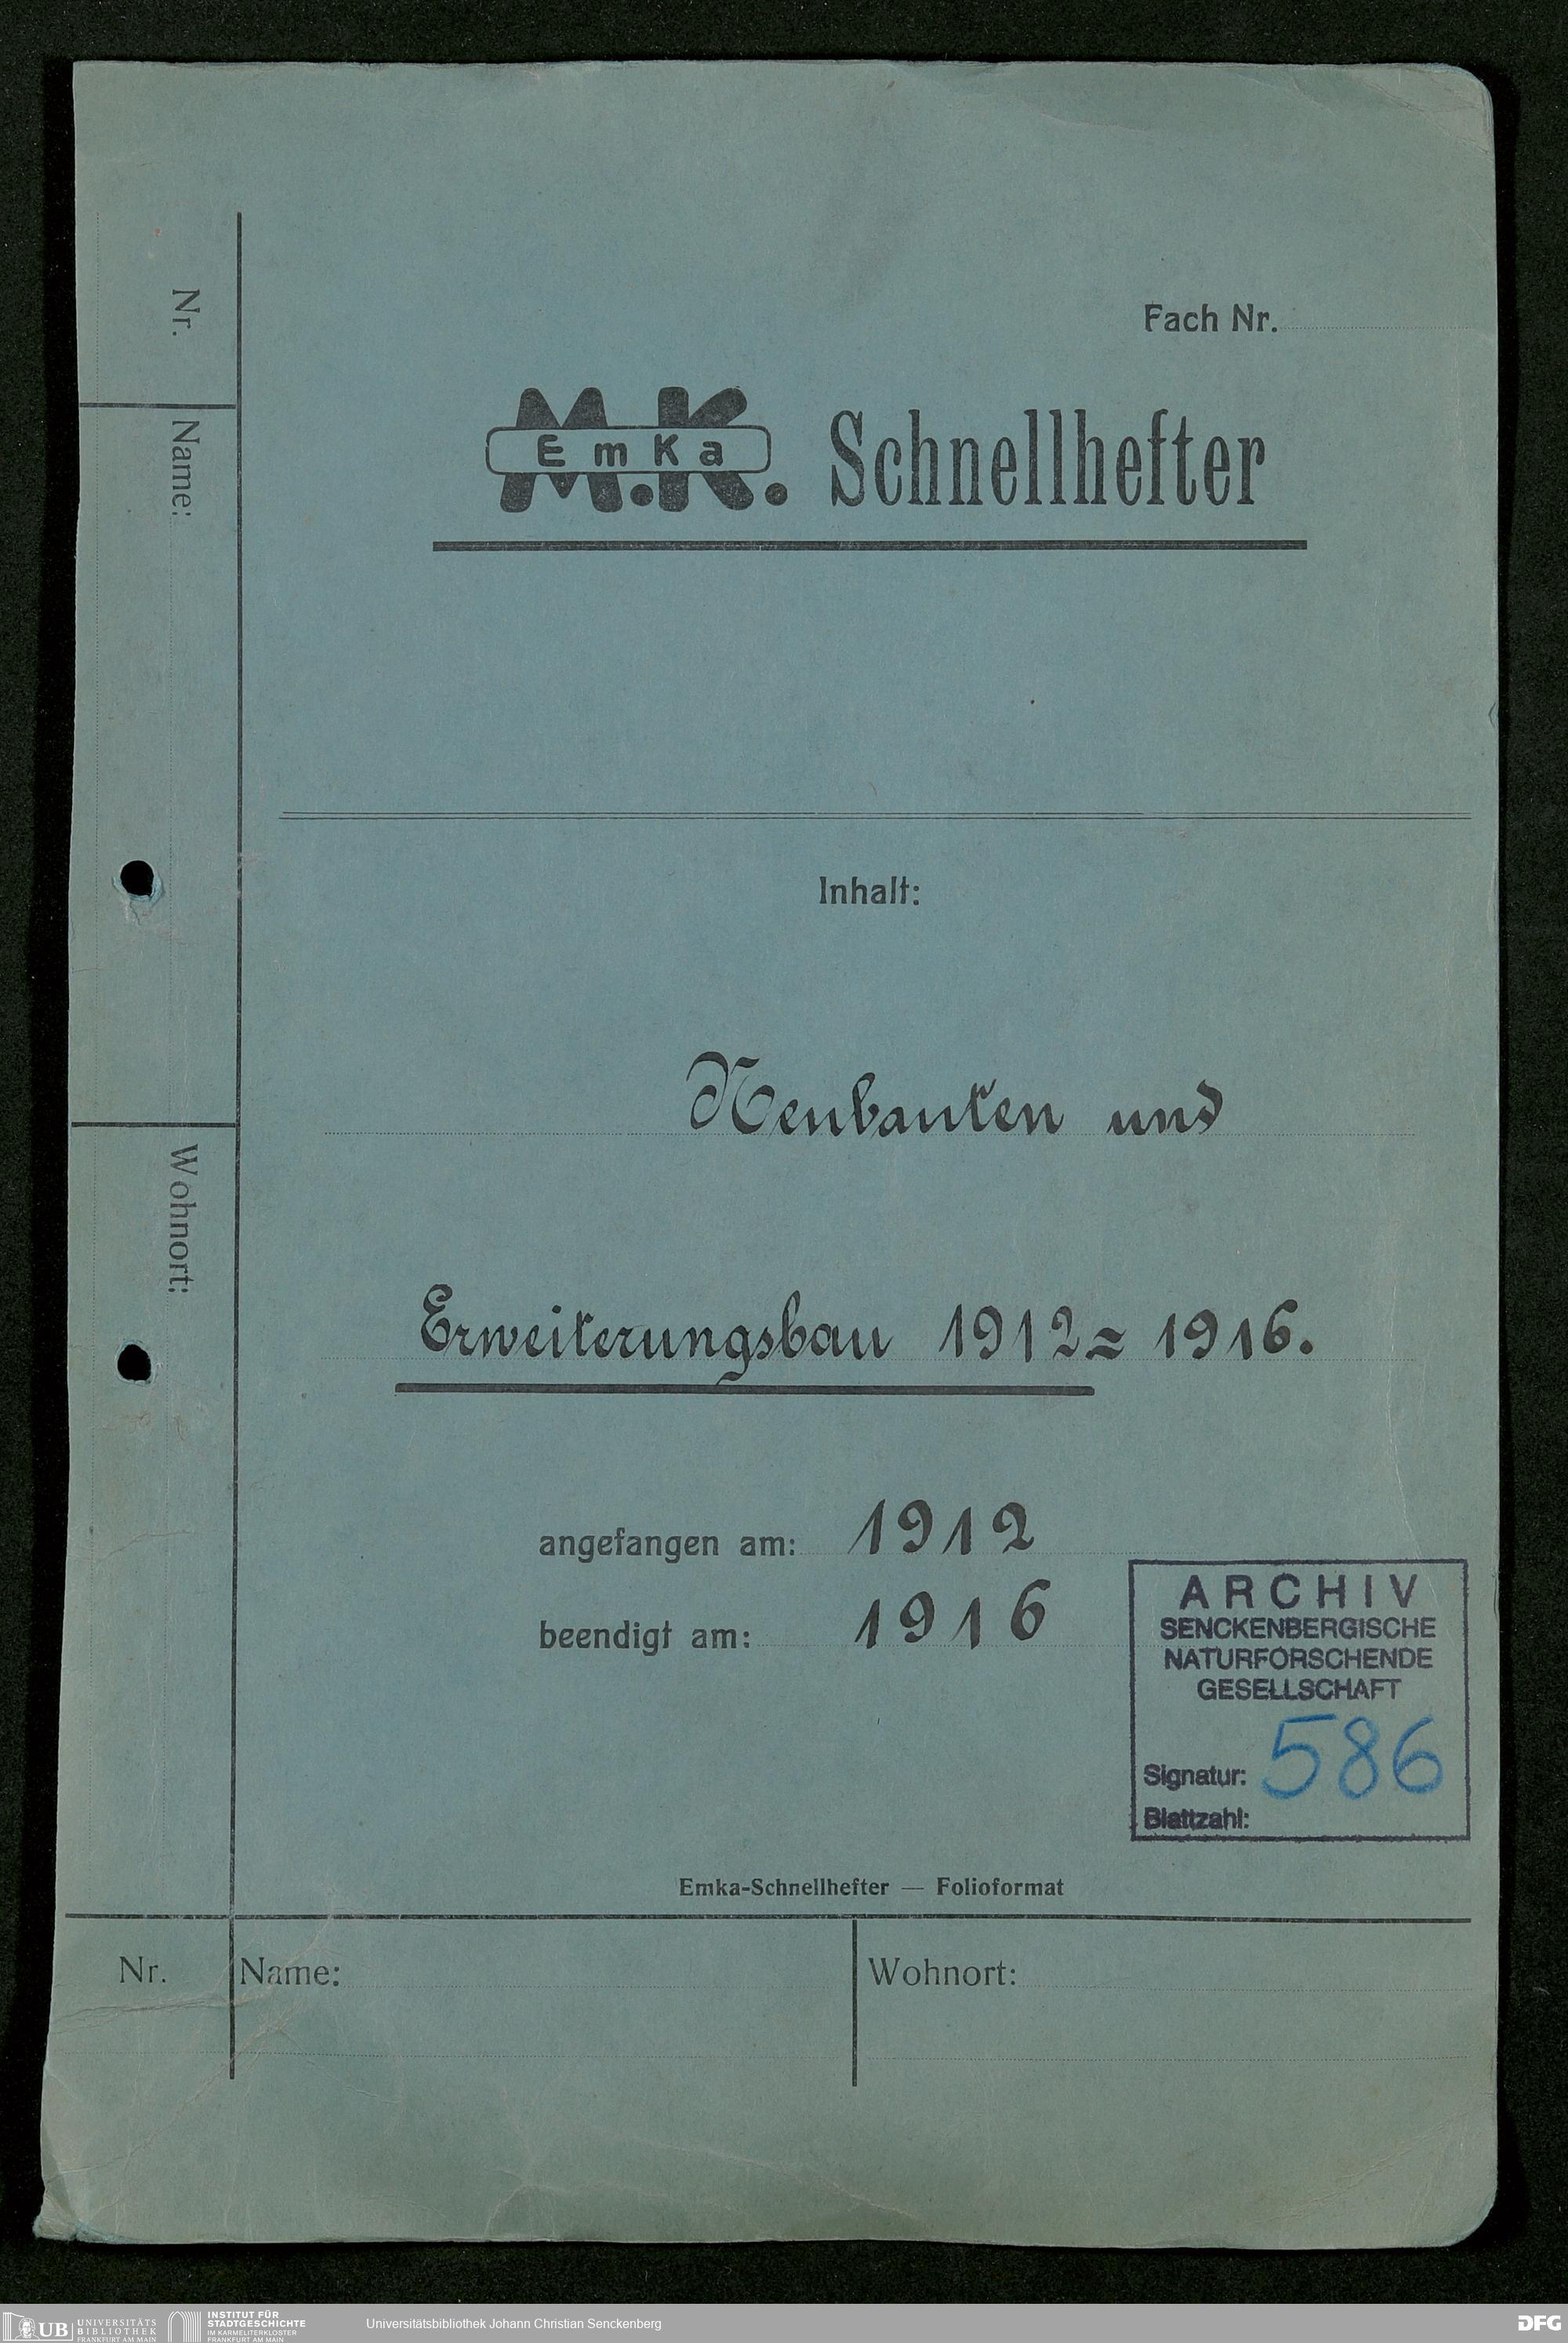 Fach Nr.
M.K. Schnellhefter
EmKa
Inhalt:
Neubauten und
Erweiterungsbau 1912 = 1916.
angefangen am: 1912
beendigt am: 1916
ARCHIV
SENCKENBERGISCHE
NATURFORSCHENDE
GESELLSCHAFT
Signatur: 586
Blattzahl:
Emka-Schnellhefter — Folioformat
Nr. Name: Wohnort:
Nr.
Name:
Wohnort:
UB UNIVERSITÄTS
BIBLIOTHEK
FRANKFURT AM MAIN
INSTITUT FÜR
STADTGESCHICHTE
IM KARMELITERKLOSTER
FRANKFURT AM MAIN
Universitätsbibliothek Johann Christian Senckenberg
DFG